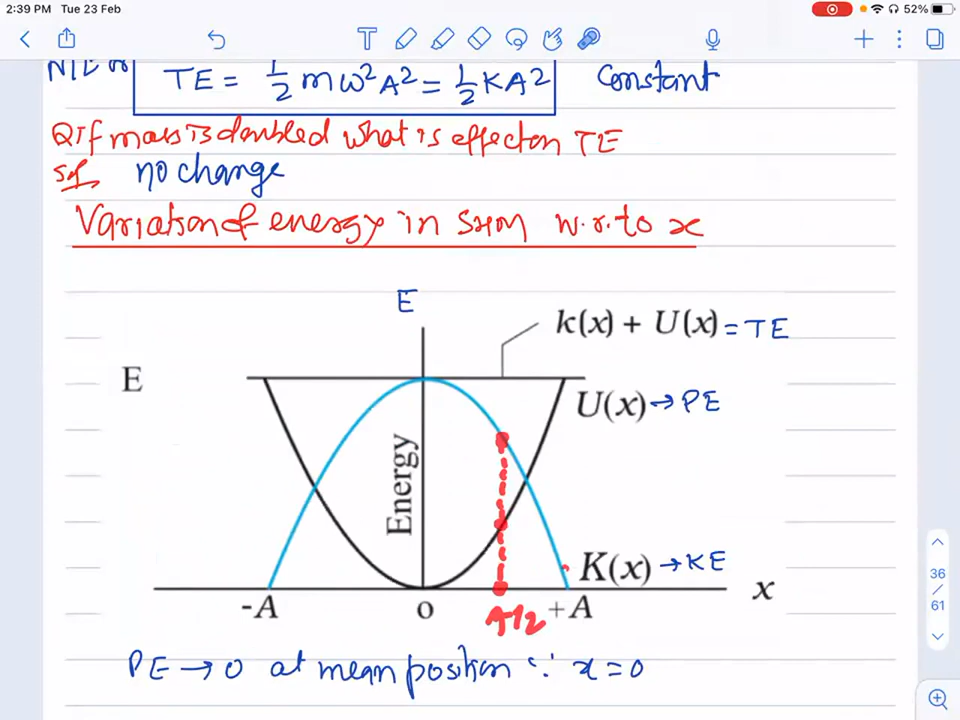 2:39 PM Tue 23 Feb
52%
TE = 1/2 mω²A² = 1/2 KA² Constant
Q If mass is doubled what is effect on TE
Sol. no change
Variation of energy in SHM w.r.to x
E
k(x) + U(x) = TE
E
U(x) → PE
Energy
K(x) → KE
-A 0 A/2 +A x
PE → 0 at mean position ∵ x = 0
36
/
61